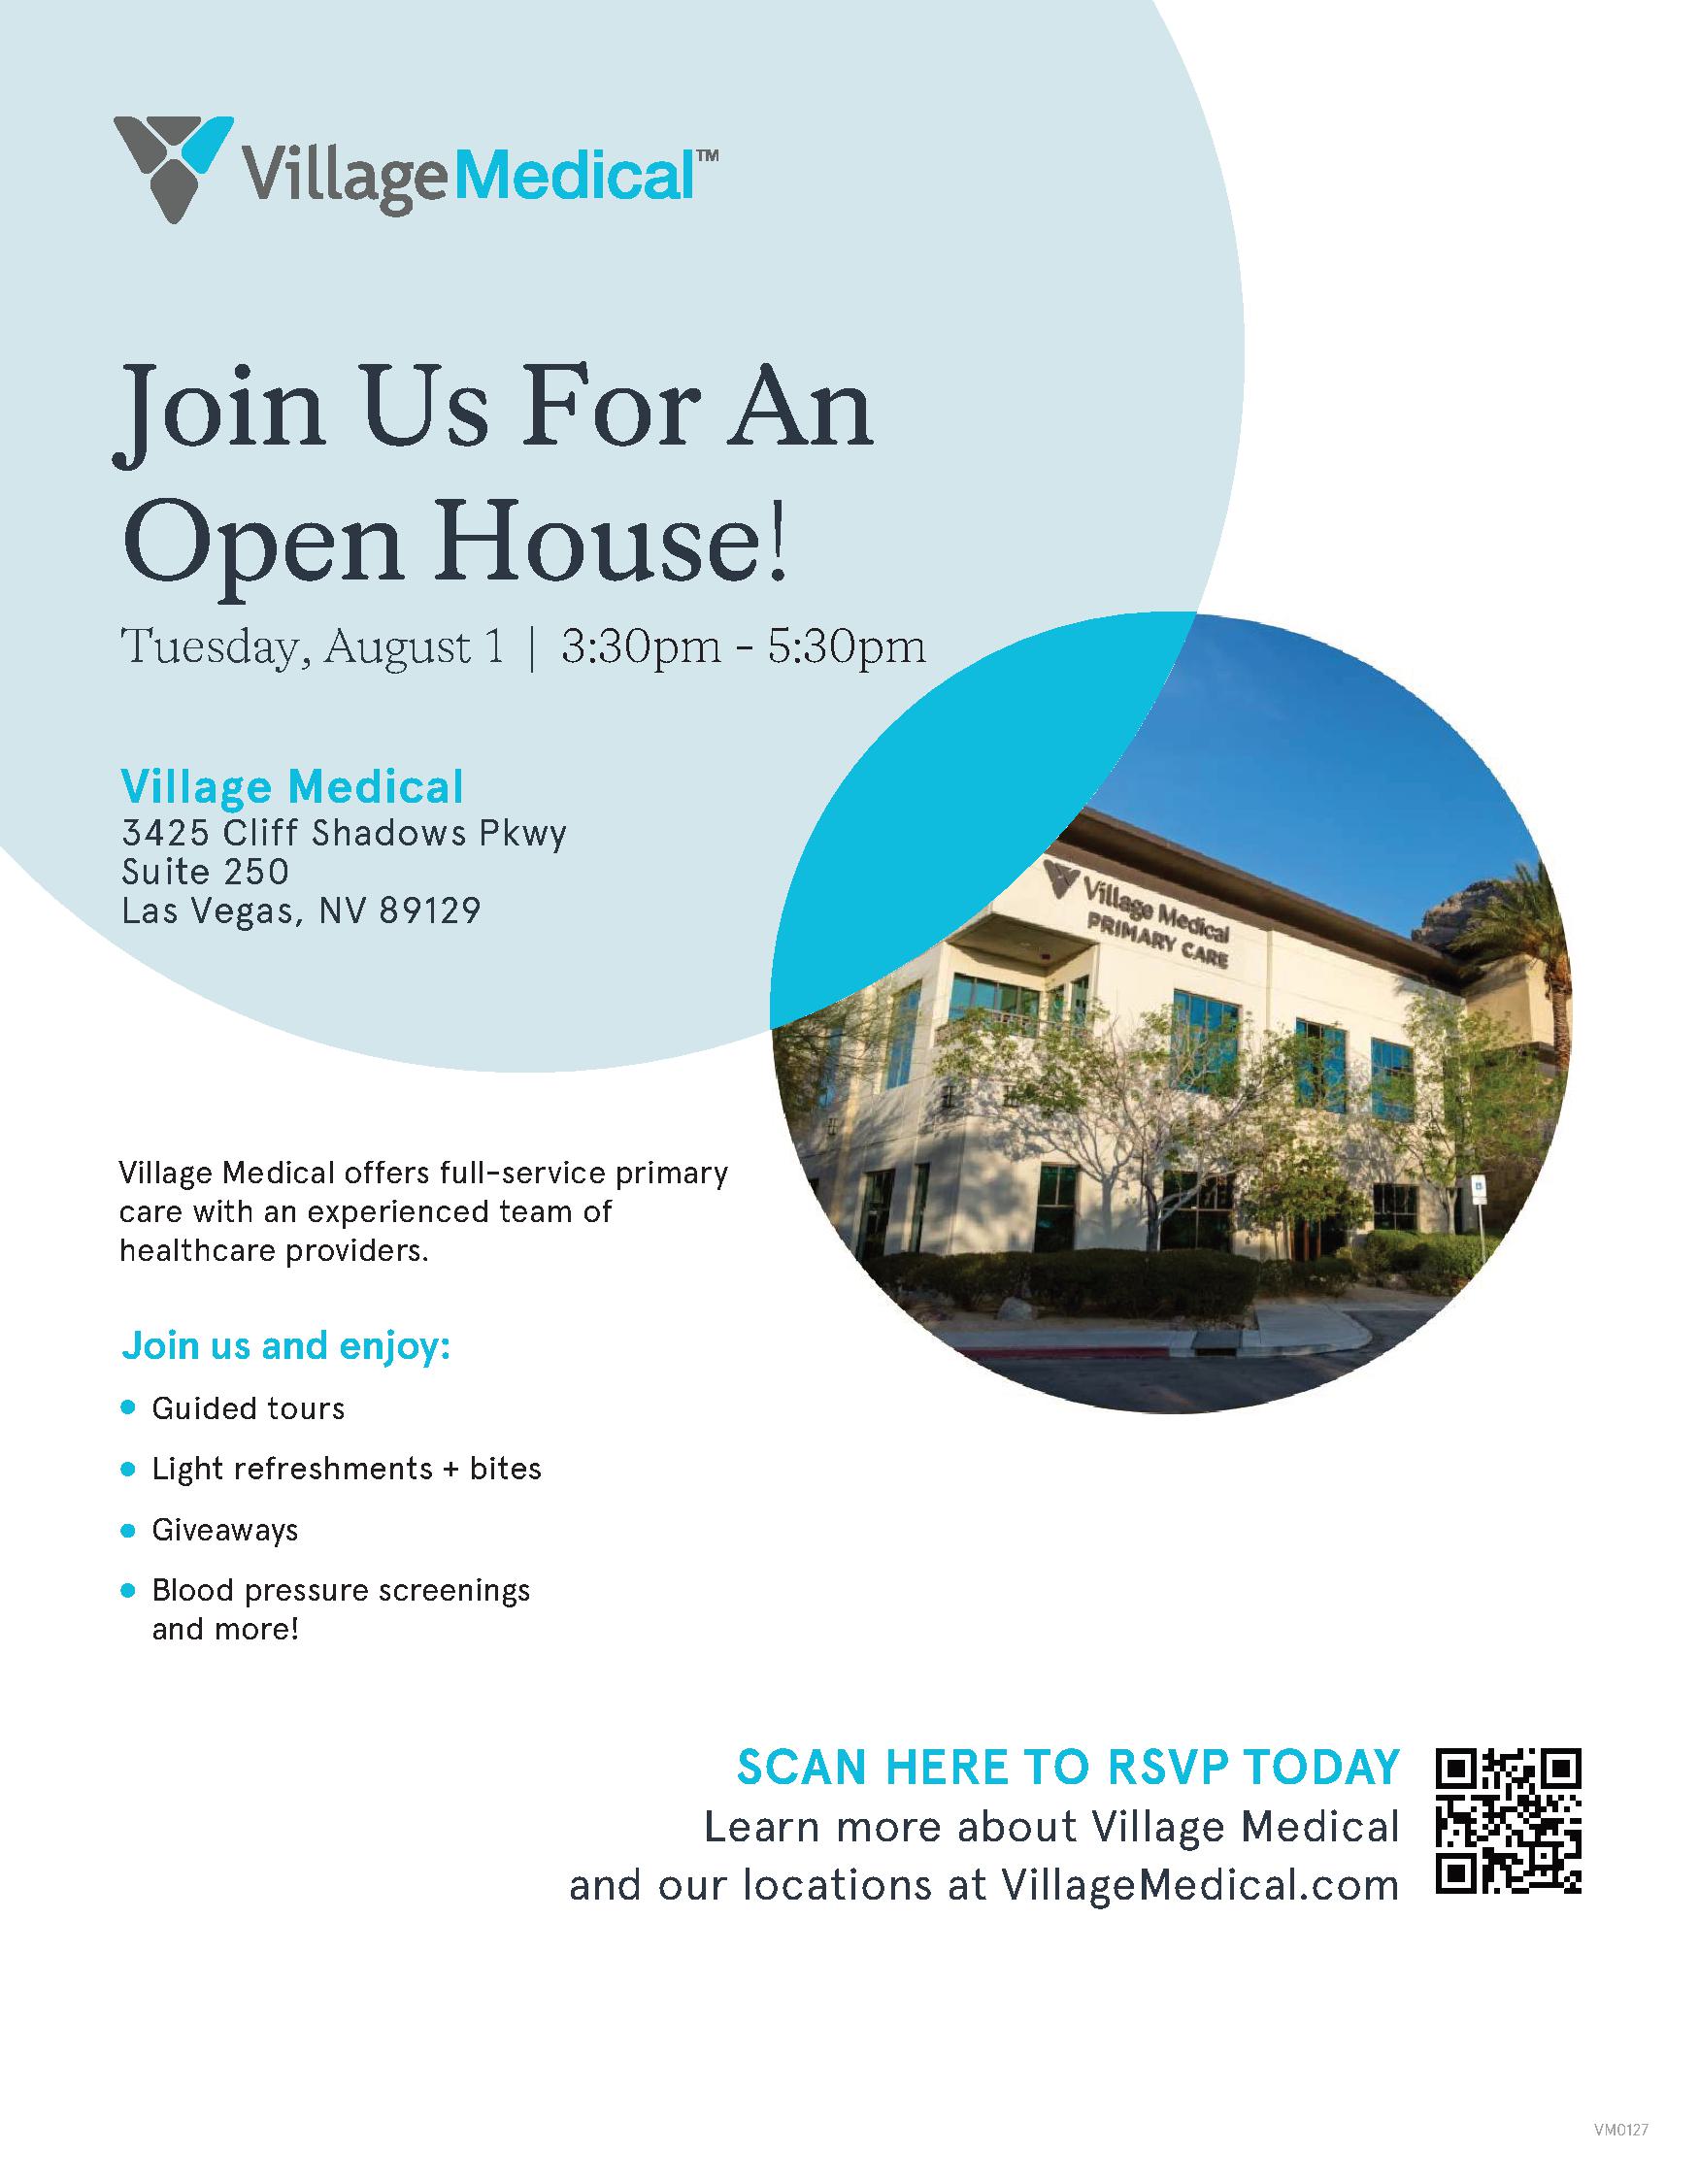 VillageMedical™
Join Us For An
Open House!
Tuesday, August 1 | 3:30pm - 5:30pm
Village Medical
3425 Cliff Shadows Pkwy
Suite 250
Las Vegas, NV 89129
Village Medical
PRIMARY CARE
Village Medical offers full-service primary
care with an experienced team of
healthcare providers.
Join us and enjoy:
• Guided tours
• Light refreshments + bites
• Giveaways
• Blood pressure screenings
and more!
SCAN HERE TO RSVP TODAY
Learn more about Village Medical
and our locations at VillageMedical.com
VM0127